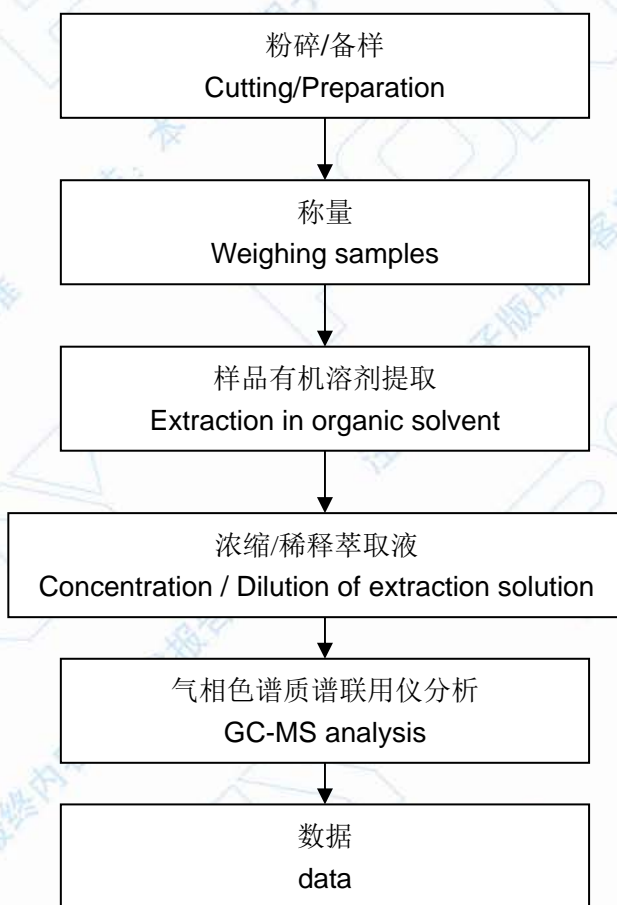 粉碎/备样
Cutting/Preparation
称量
Weighing samples
样品有机溶剂提取
Extraction in organic solvent
浓缩/稀释萃取液
Concentration / Dilution of extraction solution
气相色谱质谱联用仪分析
GC-MS analysis
数据
data